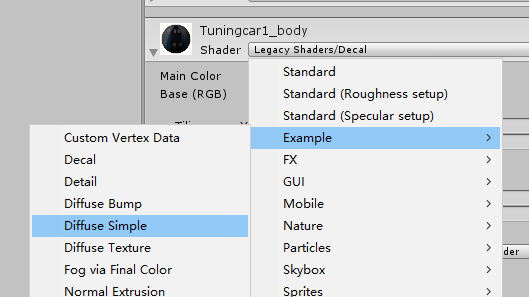 Tuningcar1_body
Shader
Legacy Shaders/Decal
Main Color
Base (RGB)
Standard
Standard (Roughness setup)
Standard (Specular setup)
Example
FX
GUI
Mobile
Nature
Particles
Skybox
Sprites
Custom Vertex Data
Decal
Detail
Diffuse Bump
Diffuse Simple
Diffuse Texture
Fog via Final Color
Normal Extrusion